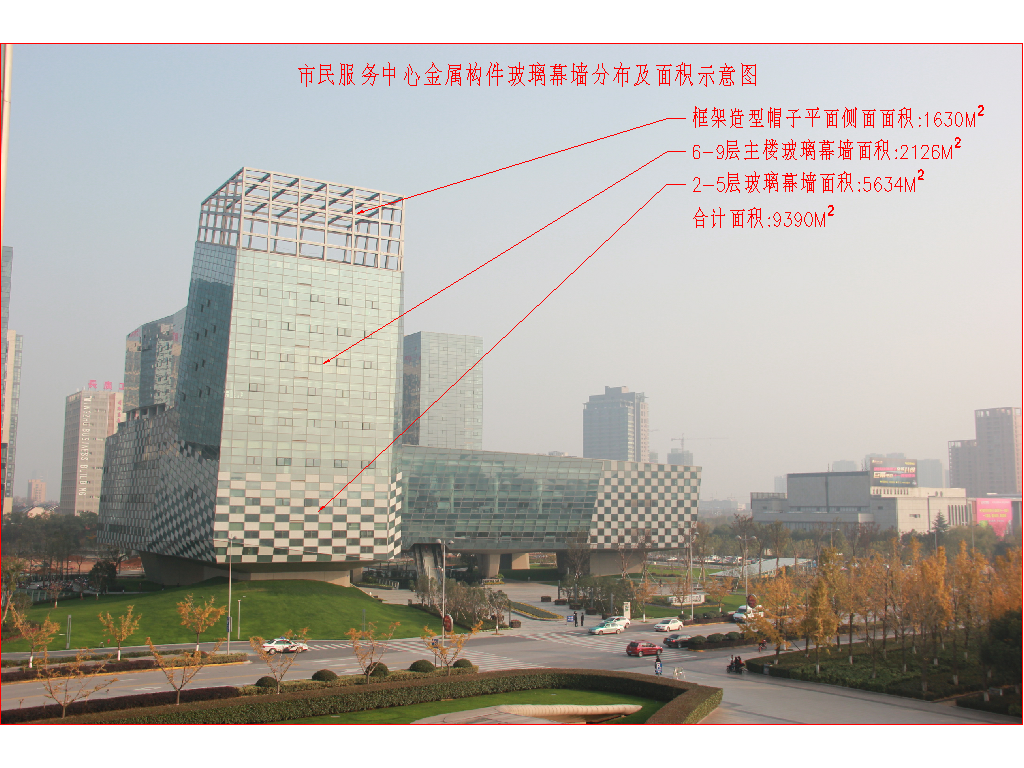 市民服务中心金属构件玻璃幕墙分布及面积示意图
框架造型帽子平面侧面面积:1630M²
6-9层主楼玻璃幕墙面积:2126M²
2-5层玻璃幕墙面积:5634M²
合计面积:9390M²